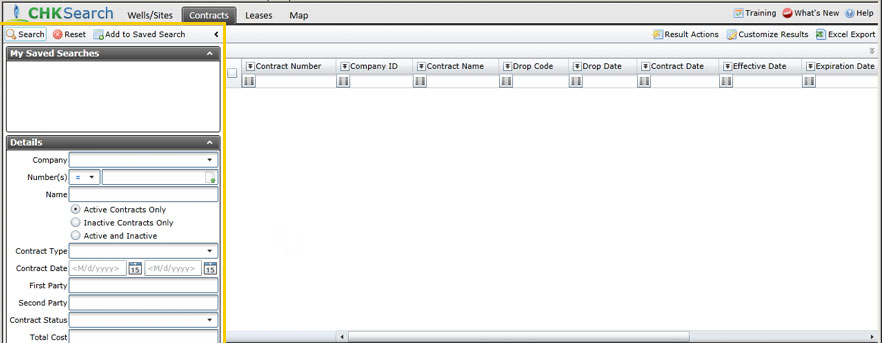 CHKSearch Wells/Sites Contracts Leases Map Training What's New Help
Search Reset Add to Saved Search Result Actions Customize Results Excel Export
My Saved Searches
Contract Number Company ID Contract Name Drop Code Drop Date Contract Date Effective Date Expiration Date
Details
Company
Number(s) =
Name
Active Contracts Only
Inactive Contracts Only
Active and Inactive
Contract Type
Contract Date <M/d/yyyy> 15 <M/d/yyyy> 15
First Party
Second Party
Contract Status
Total Cost